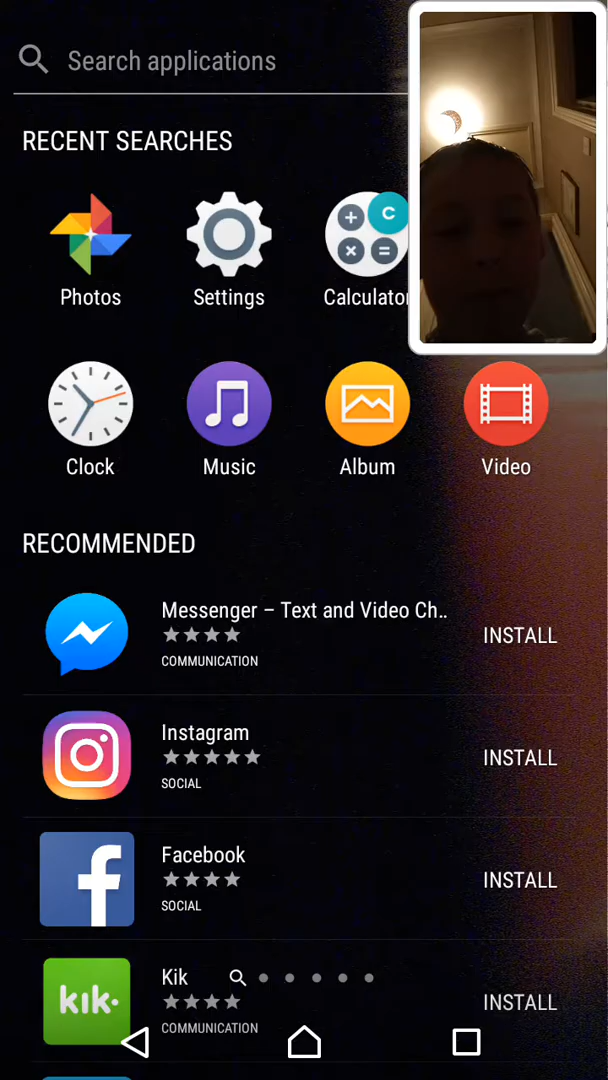 Search applications
RECENT SEARCHES
Photos
Settings
Calculator
Clock
Music
Album
Video
RECOMMENDED
Messenger – Text and Video Ch..
COMMUNICATION
INSTALL
Instagram
SOCIAL
INSTALL
Facebook
SOCIAL
INSTALL
kik·
Kik
COMMUNICATION
INSTALL